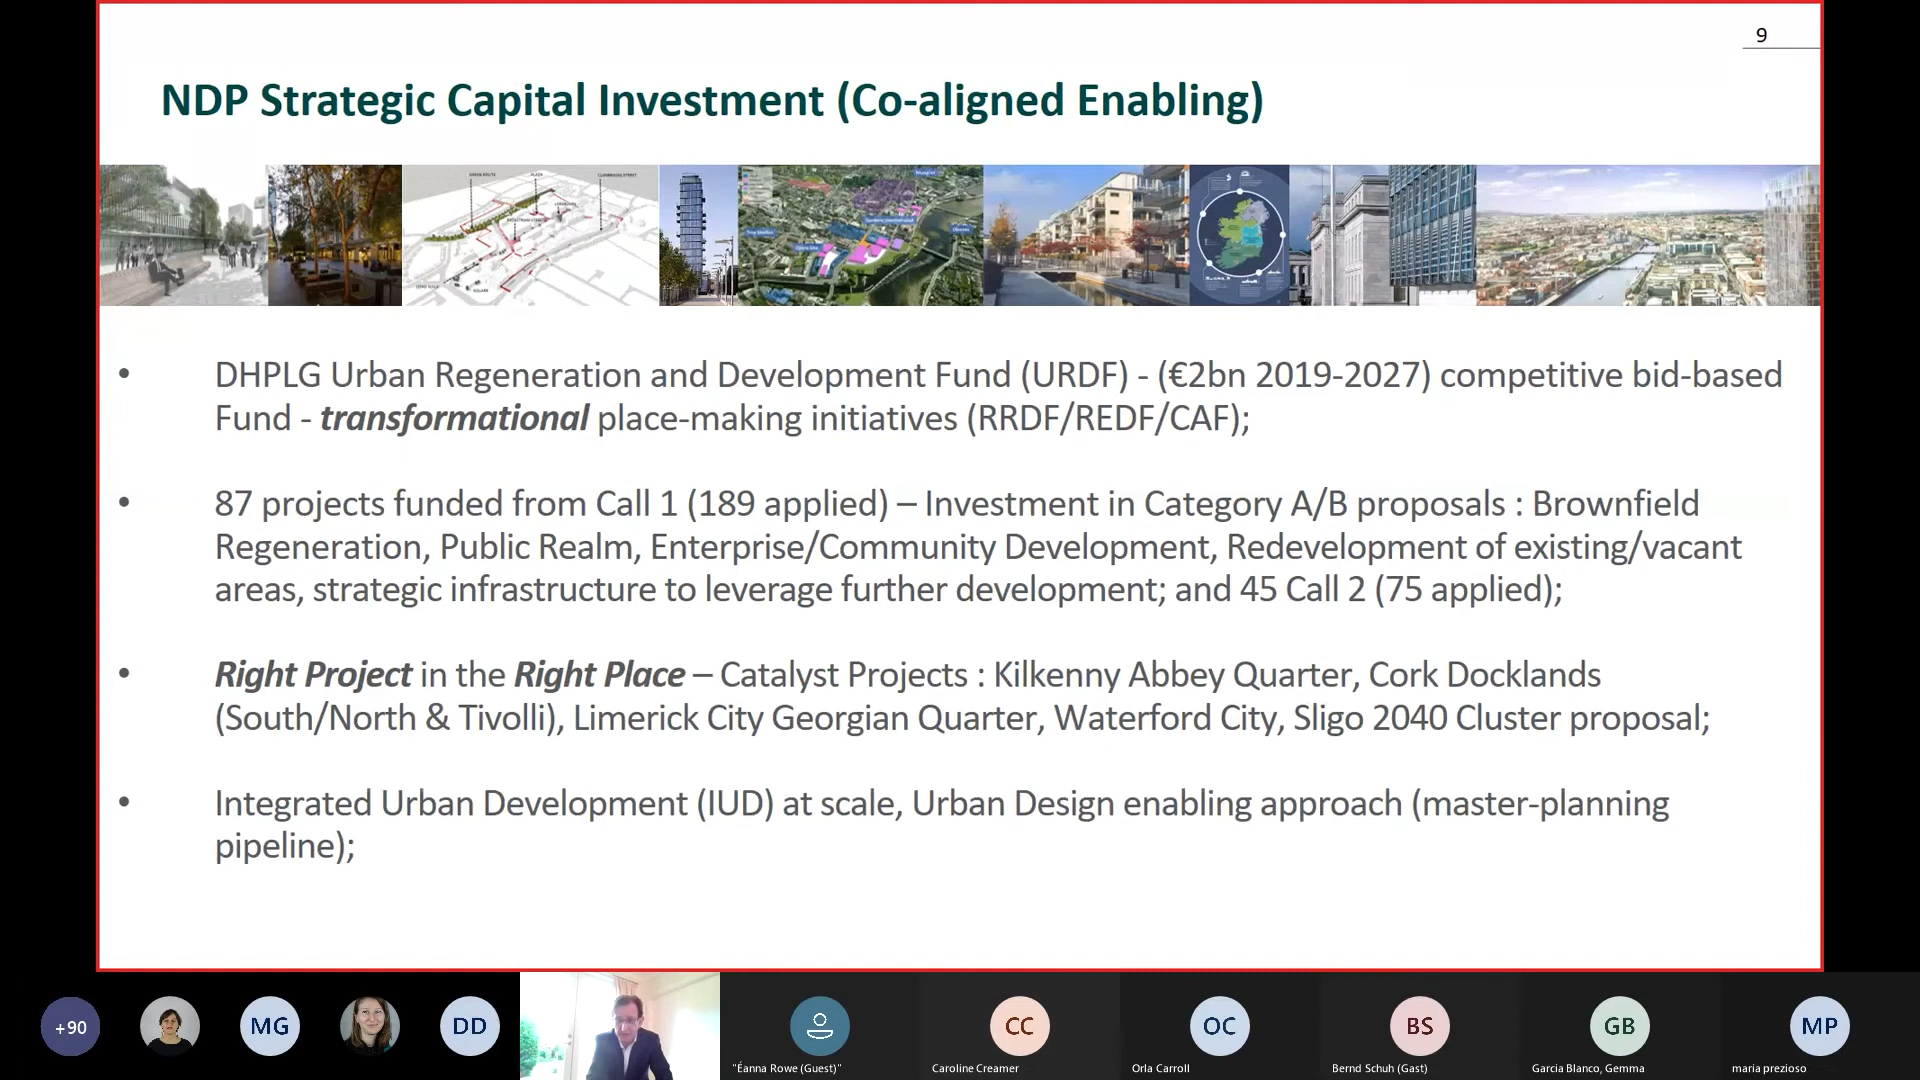 9
NDP Strategic Capital Investment (Co-aligned Enabling)
GREEN ROUTE
PLAZA
SQUARE
• DHPLG Urban Regeneration and Development Fund (URDF) - (€2bn 2019-2027) competitive bid-based
Fund - transformational place-making initiatives (RRDF/REDF/CAF);
• 87 projects funded from Call 1 (189 applied) – Investment in Category A/B proposals : Brownfield
Regeneration, Public Realm, Enterprise/Community Development, Redevelopment of existing/vacant
areas, strategic infrastructure to leverage further development; and 45 Call 2 (75 applied);
• Right Project in the Right Place – Catalyst Projects : Kilkenny Abbey Quarter, Cork Docklands
(South/North & Tivolli), Limerick City Georgian Quarter, Waterford City, Sligo 2040 Cluster proposal;
• Integrated Urban Development (IUD) at scale, Urban Design enabling approach (master-planning
pipeline);
+90
MG
DD
CC
OC
BS
GB
MP
"Éanna Rowe (Guest)"
Caroline Creamer
Orla Carroll
Bernd Schuh (Gast)
Garcia Blanco, Gemma
maria prezioso